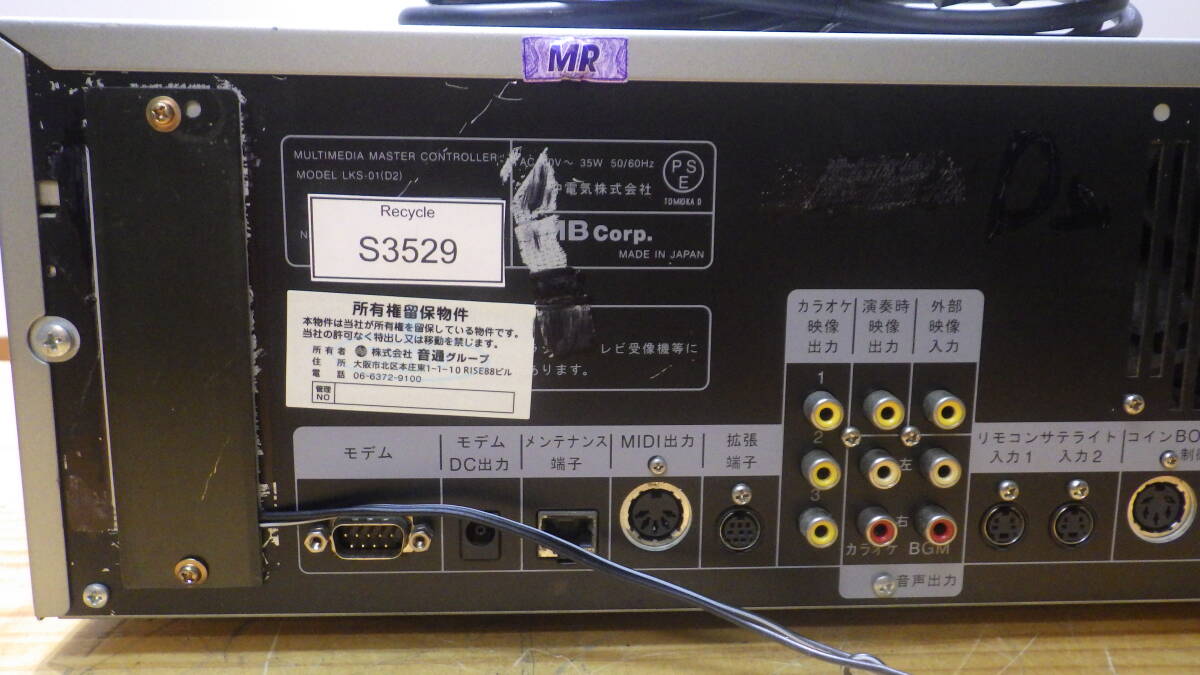 MR
MULTIMEDIA MASTER CONTROLLER
MODEL LKS-01(D2)
35W 50/60Hz
電気株式会社
PS
E
TOMIOKA D
Corp.
MADE IN JAPAN
Recycle
S3529
所有権留保物件
本物件は当社が所有権を留保している物件です。
当社の許可なく持出し又は移動を禁じます。
所有者 株式会社 音通グループ
住所 大阪市北区本庄東1-1-10 RISE88ビル
電話 06-6372-9100
管理
NO
レビ受像機等に
あります。
カラオケ
映像
出力
演奏時
映像
出力
外部
映像
入力
1
2
3
左
右
カラオケ BGM
音声出力
モデム
モデム
DC出力
メンテナンス
端子
MIDI出力
拡張
端子
リモコンサテライト
入力1 入力2
コインBO
制御